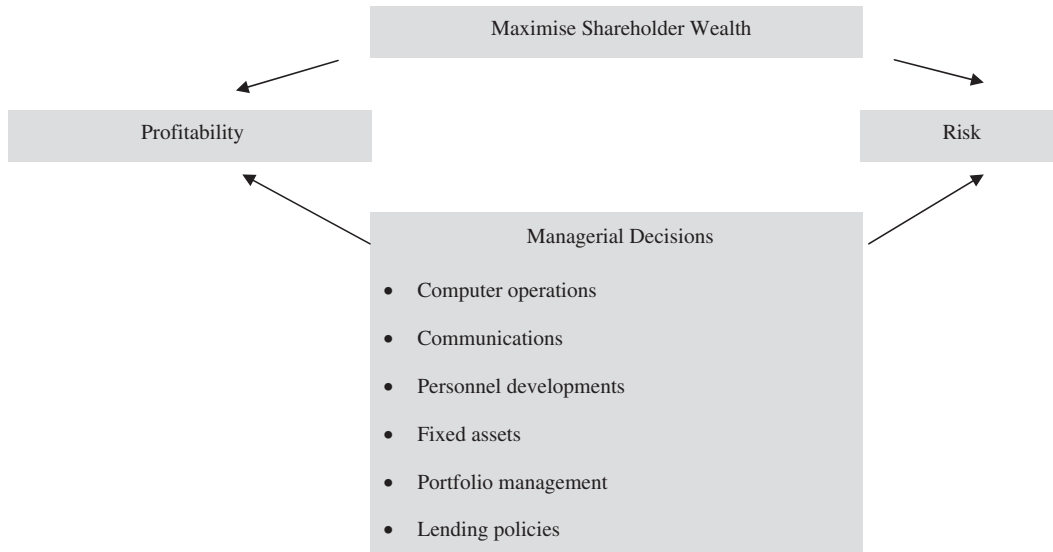 Maximise Shareholder Wealth
Profitability
Risk
Managerial Decisions
• Computer operations
• Communications
• Personnel developments
• Fixed assets
• Portfolio management
• Lending policies